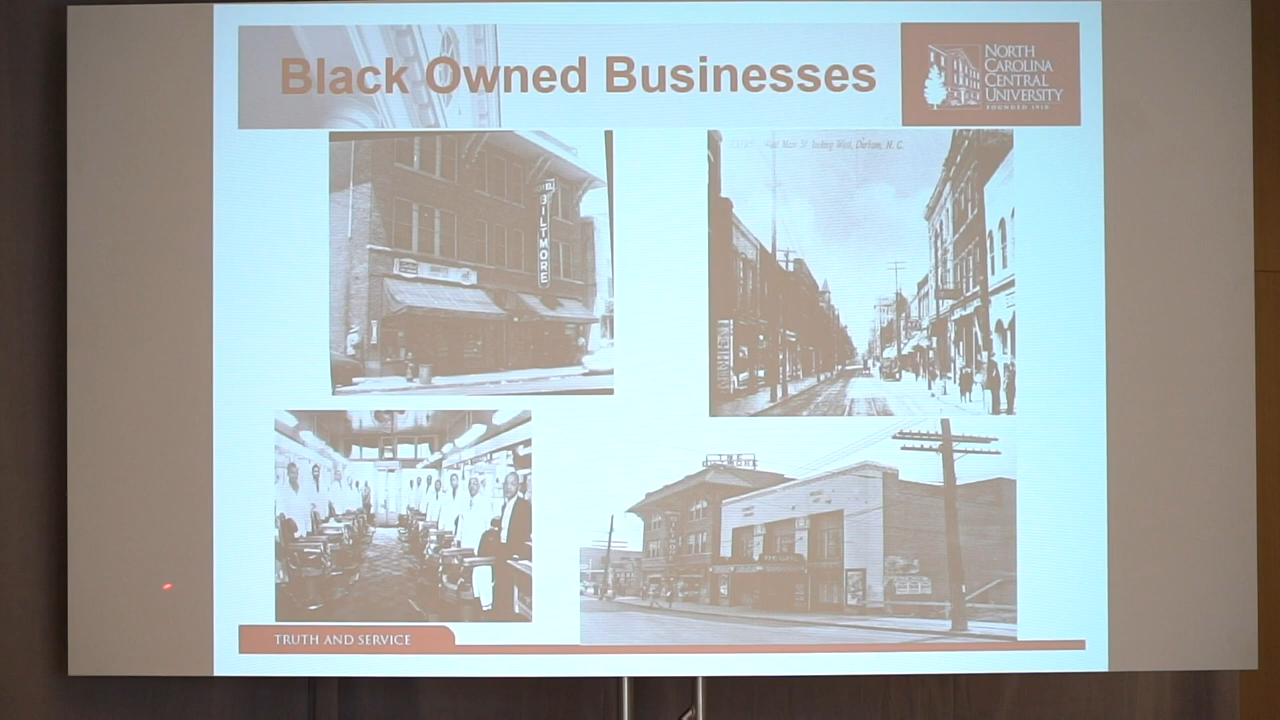 Black Owned Businesses
NORTH
CAROLINA
CENTRAL
UNIVERSITY
FOUNDED 1910
Main St. looking West, Durham, N. C.
BILTMORE
TRUTH AND SERVICE